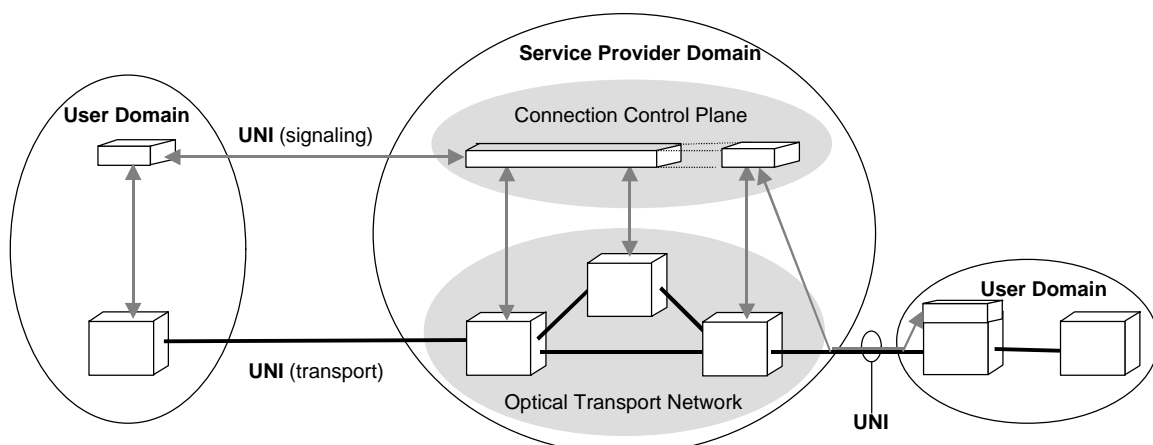 Service Provider Domain
User Domain
Connection Control Plane
UNI (signaling)
User Domain
UNI (transport)
Optical Transport Network
UNI